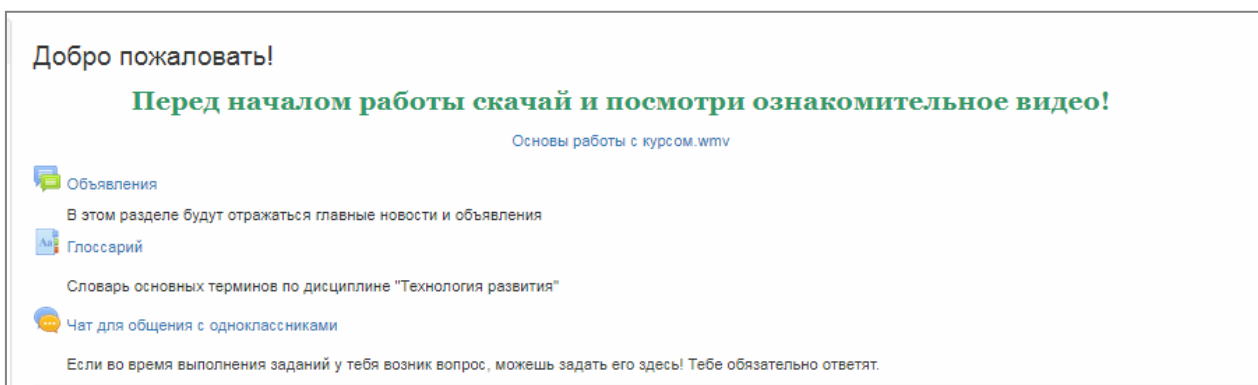 Добро пожаловать!
Перед началом работы скачай и посмотри ознакомительное видео!
Основы работы с курсом.wmv
Объявления
В этом разделе будут отражаться главные новости и объявления
Aa
Глоссарий
Словарь основных терминов по дисциплине "Технология развития"
Чат для общения с одноклассниками
Если во время выполнения заданий у тебя возник вопрос, можешь задать его здесь! Тебе обязательно ответят.